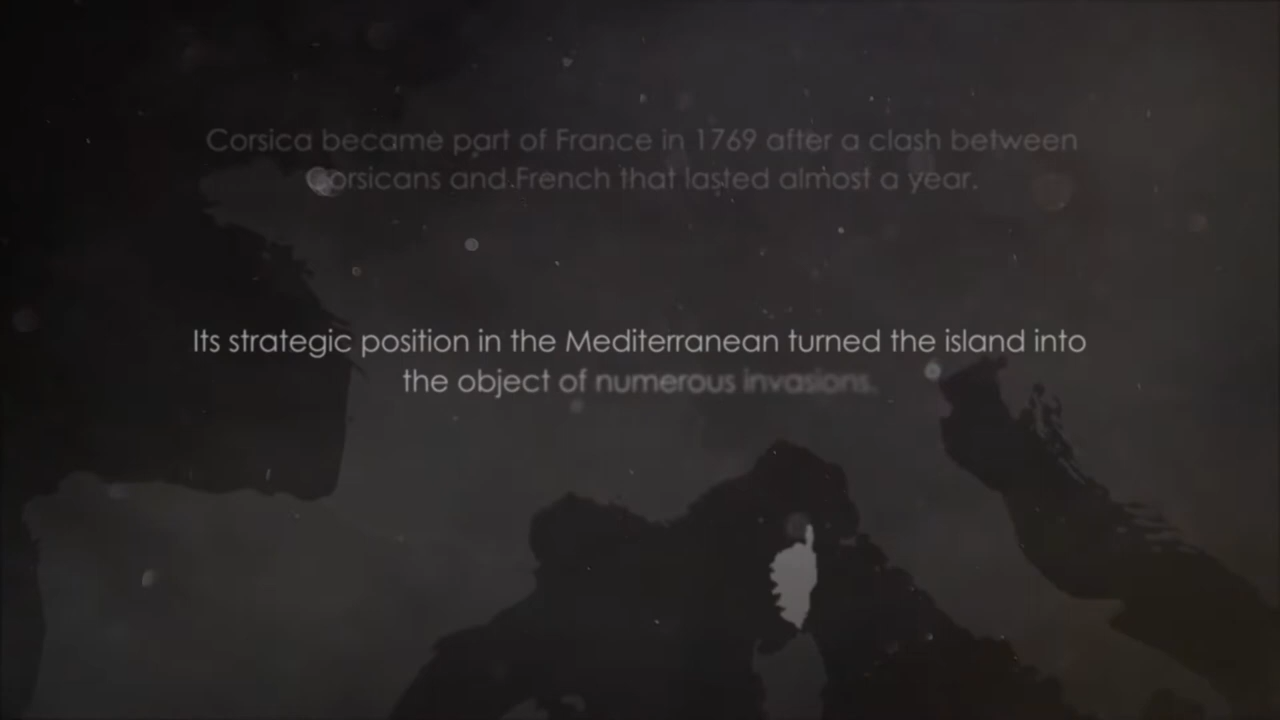 Corsica became part of France in 1769 after a clash between
Corsicans and French that lasted almost a year.
Its strategic position in the Mediterranean turned the island into
the object of numerous invasions.